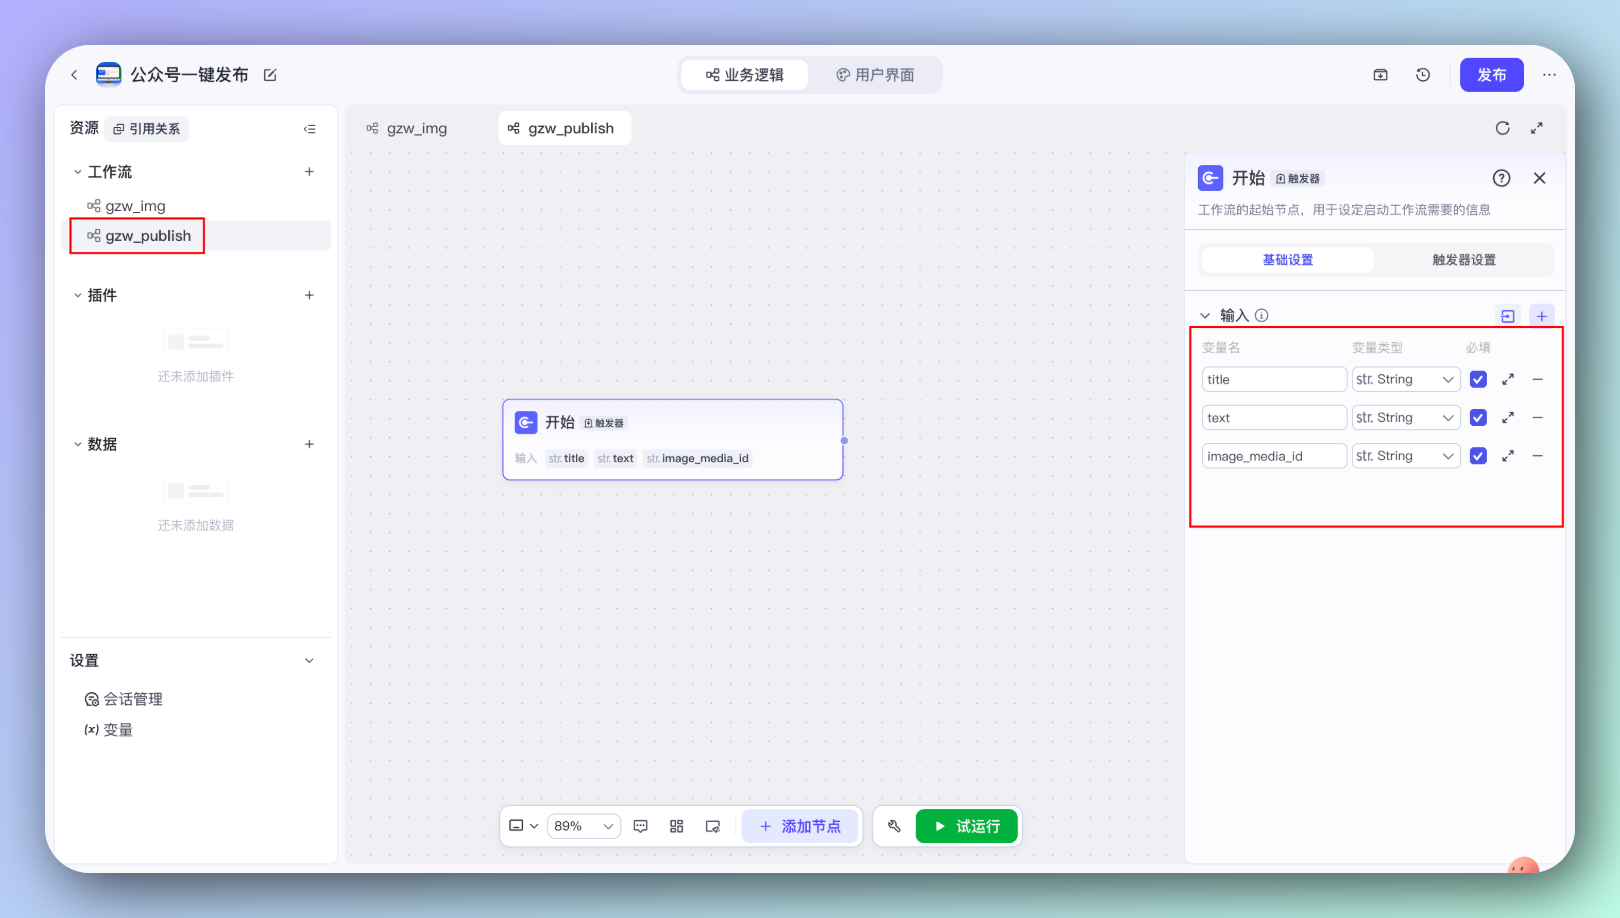 公众号一键发布
业务逻辑
用户界面
发布
资源
引用关系
工作流
gzw_img
gzw_publish
插件
还未添加插件
数据
还未添加数据
设置
会话管理
(x) 变量
gzw_img
gzw_publish
开始
触发器
输入
str. title
str. text
str. image_media_id
89%
添加节点
试运行
开始
触发器
工作流的起始节点，用于设定启动工作流需要的信息
基础设置
触发器设置
输入
变量名 变量类型 必填
title str. String
text str. String
image_media_id str. String